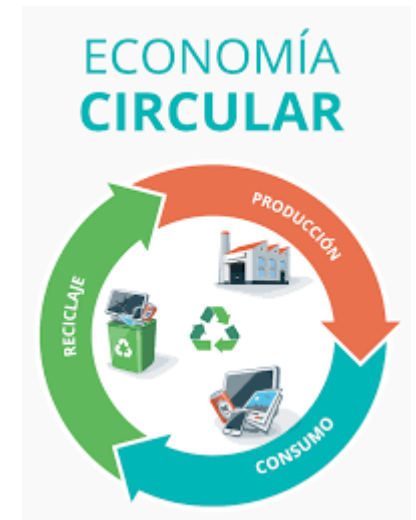 ECONOMÍA
CIRCULAR
PRODUCCIÓN
RECICLAJE
CONSUMO